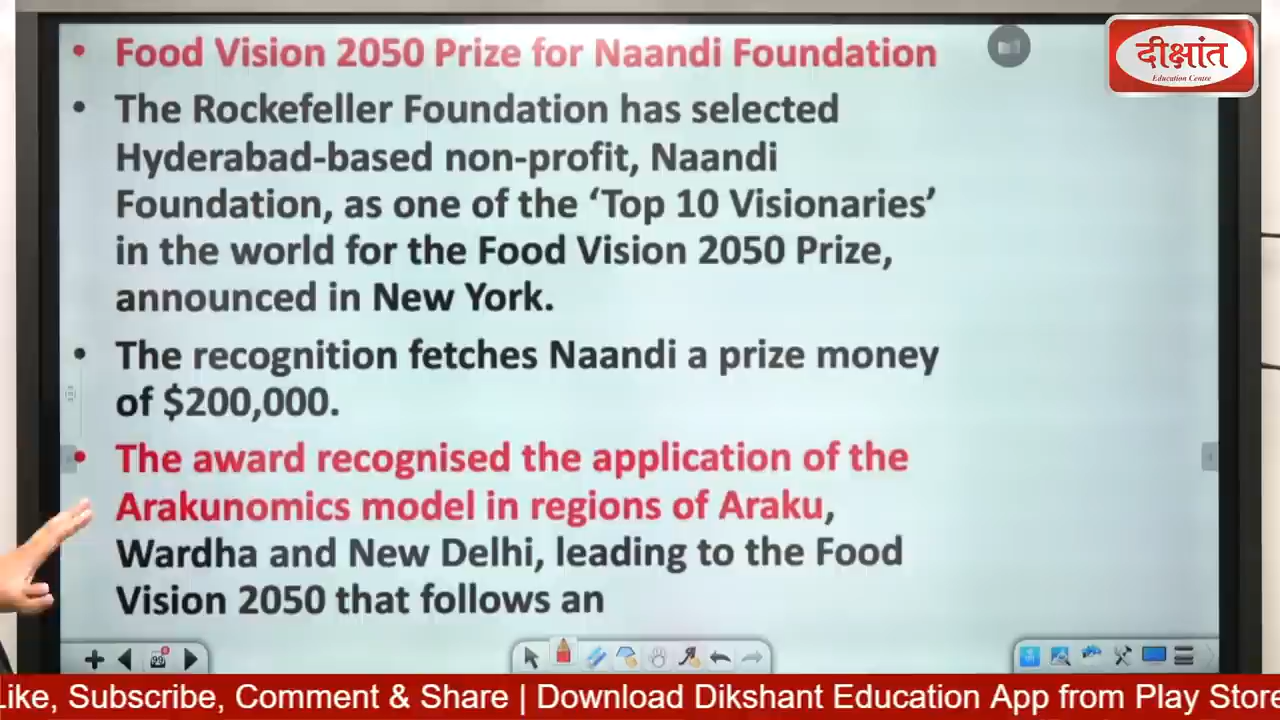 • Food Vision 2050 Prize for Naandi Foundation
• The Rockefeller Foundation has selected
Hyderabad-based non-profit, Naandi
Foundation, as one of the ‘Top 10 Visionaries’
in the world for the Food Vision 2050 Prize,
announced in New York.
• The recognition fetches Naandi a prize money
of $200,000.
• The award recognised the application of the
Arakunomics model in regions of Araku,
Wardha and New Delhi, leading to the Food
Vision 2050 that follows an
दीक्षांत
Education Centre
Like, Subscribe, Comment & Share | Download Dikshant Education App from Play Store